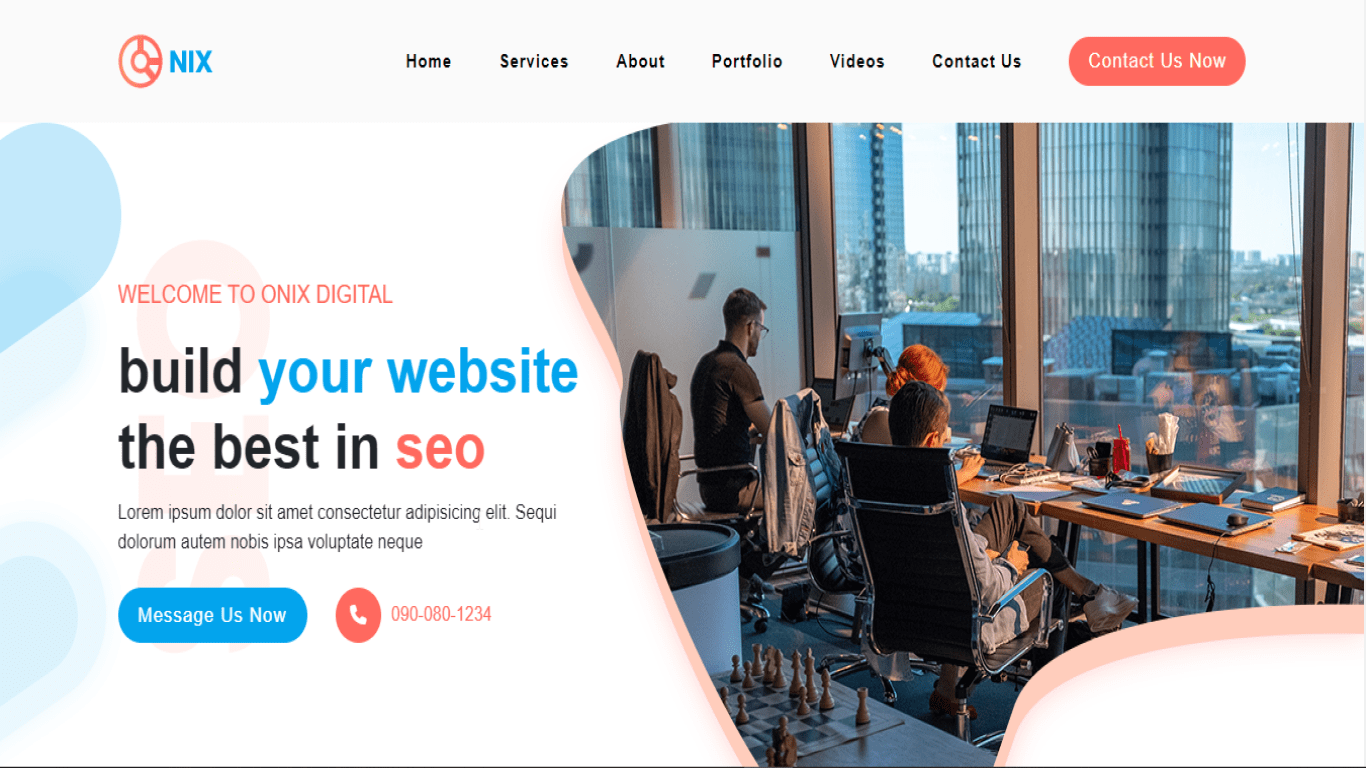 NIX
Home Services About Portfolio Videos Contact Us Contact Us Now
WELCOME TO ONIX DIGITAL
build your website
the best in seo
Lorem ipsum dolor sit amet consectetur adipisicing elit. Sequi
dolorum autem nobis ipsa voluptate neque
Message Us Now 090-080-1234
SEO